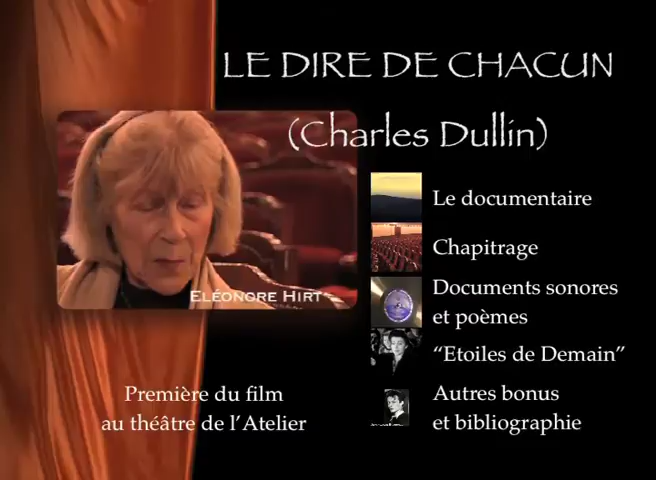 LE DIRE DE CHACUN
(Charles Dullin)
ELÉONORE HIRT
Le documentaire
Chapitrage
Documents sonores
et poèmes
“Etoiles de Demain”
Autres bonus
et bibliographie
Première du film
au théâtre de l’Atelier